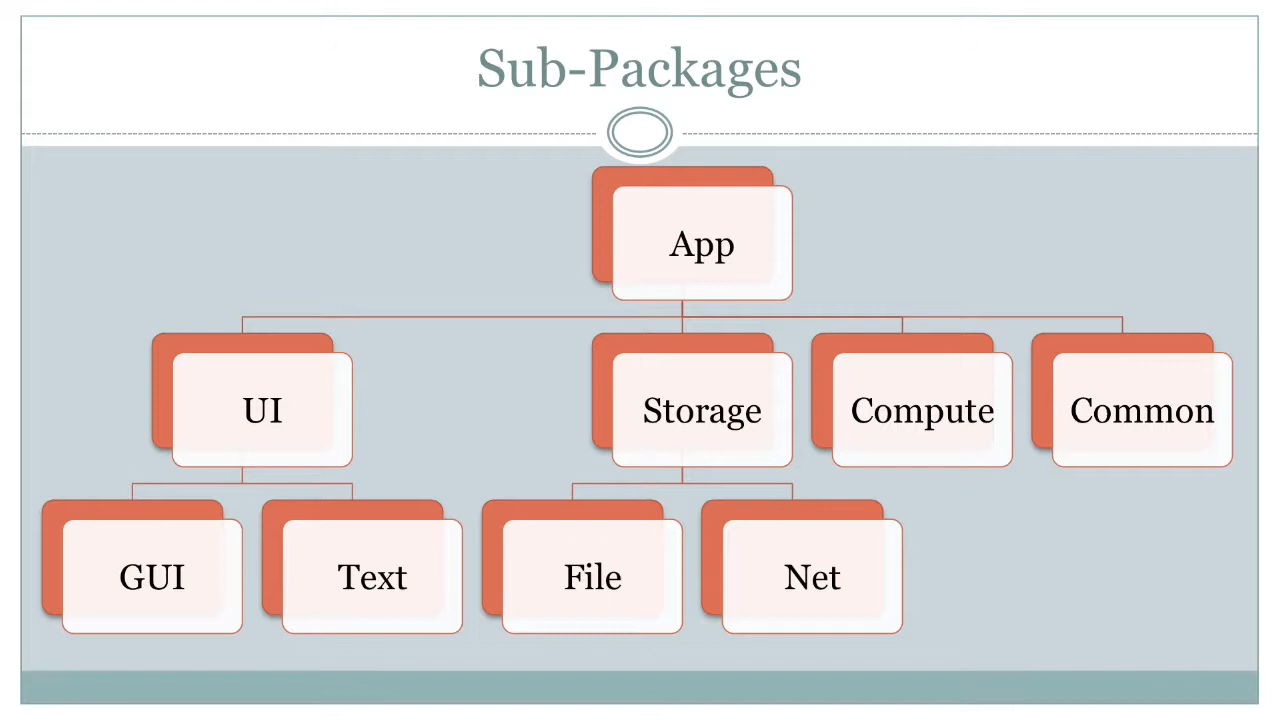 Sub-Packages
App
UI
Storage
Compute
Common
GUI
Text
File
Net